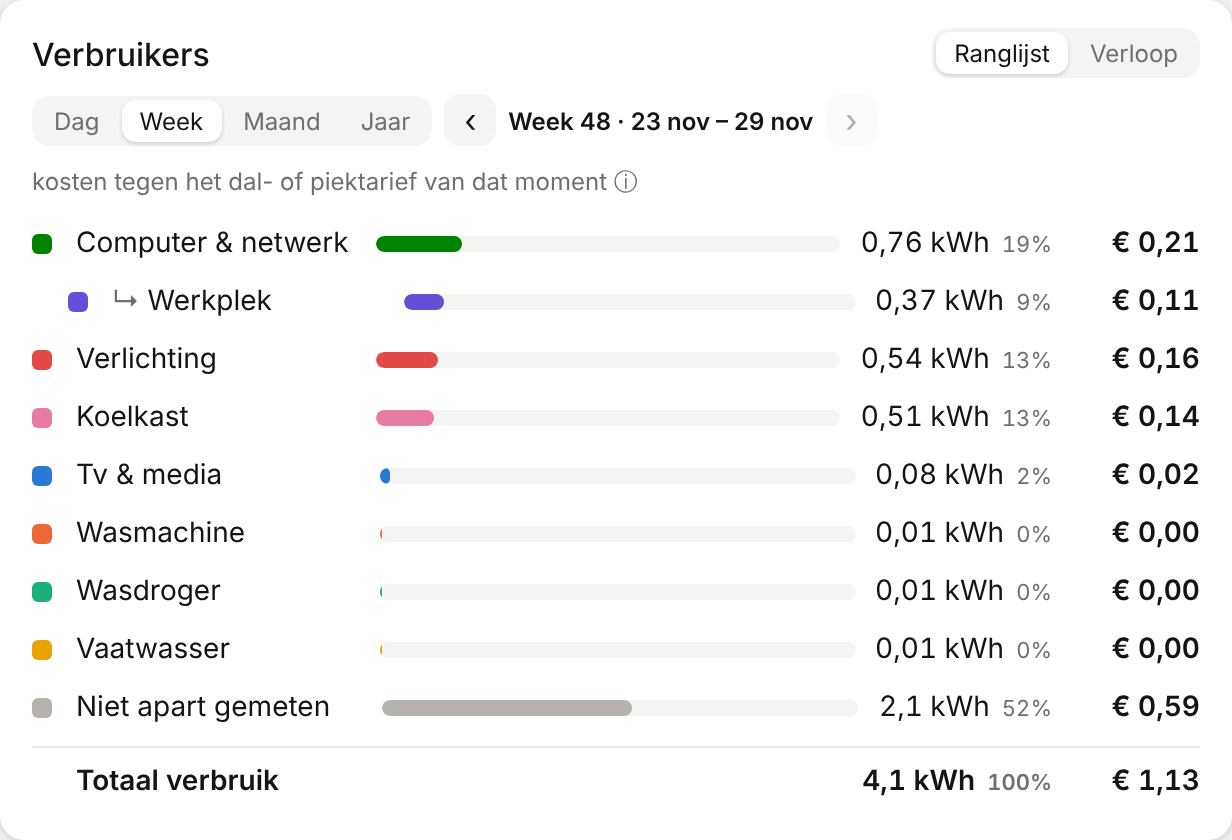 Verbruikers
Ranglijst Verloop
Dag Week Maand Jaar ‹ Week 48 · 23 nov – 29 nov ›
kosten tegen het dal- of piektarief van dat moment ⓘ
Computer & netwerk 0,76 kWh 19% € 0,21
↳ Werkplek 0,37 kWh 9% € 0,11
Verlichting 0,54 kWh 13% € 0,16
Koelkast 0,51 kWh 13% € 0,14
Tv & media 0,08 kWh 2% € 0,02
Wasmachine 0,01 kWh 0% € 0,00
Wasdroger 0,01 kWh 0% € 0,00
Vaatwasser 0,01 kWh 0% € 0,00
Niet apart gemeten 2,1 kWh 52% € 0,59
Totaal verbruik 4,1 kWh 100% € 1,13